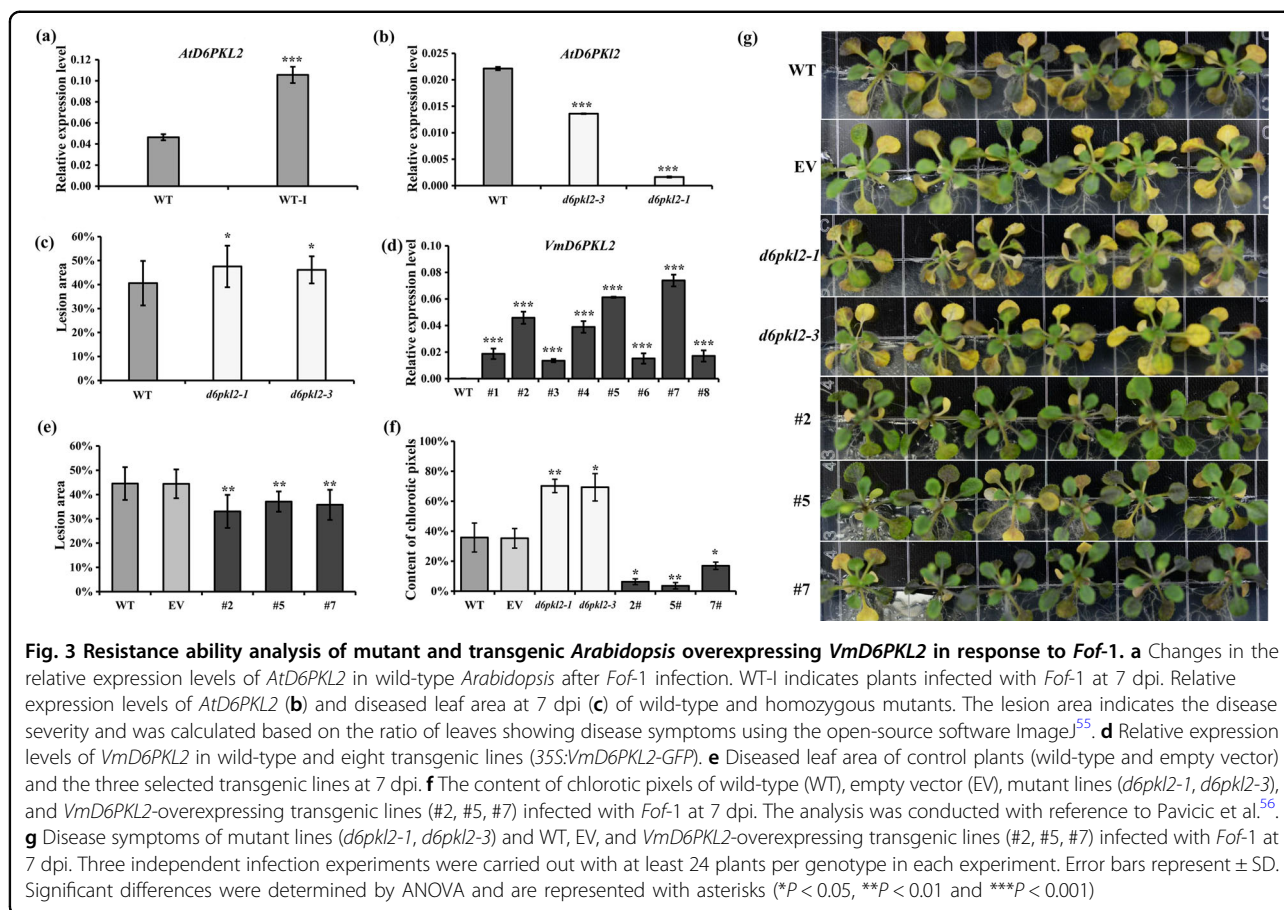 (a)
AtD6PKL2
Relative expression level
0.12
0.10
0.08
0.06
0.04
0.02
0.00
***
WT
WT-I
(b)
AtD6PKl2
Relative expression level
0.025
0.020
0.015
0.010
0.005
0.000
***
***
WT
d6pkl2-3
d6pkl2-1
(c)
Lesion area
60%
50%
40%
30%
20%
10%
0%
*
*
WT
d6pkl2-1
d6pkl2-3
(d)
VmD6PKL2
Relative expression level
0.10
0.08
0.06
0.04
0.02
0.00
***
***
***
***
***
***
***
***
WT
#1
#2
#3
#4
#5
#6
#7
#8
(e)
Lesion area
60%
50%
40%
30%
20%
10%
0%
**
**
**
WT
EV
#2
#5
#7
(f)
Content of chlorotic pixels
100%
80%
60%
40%
20%
0%
**
*
*
**
*
WT
EV
d6pkl2-1
d6pkl2-3
2#
5#
7#
(g)
WT
EV
d6pkl2-1
d6pkl2-3
#2
#5
#7
Fig. 3 Resistance ability analysis of mutant and transgenic Arabidopsis overexpressing VmD6PKL2 in response to Fof-1. a Changes in the
relative expression levels of AtD6PKL2 in wild-type Arabidopsis after Fof-1 infection. WT-I indicates plants infected with Fof-1 at 7 dpi. Relative
expression levels of AtD6PKL2 (b) and diseased leaf area at 7 dpi (c) of wild-type and homozygous mutants. The lesion area indicates the disease
severity and was calculated based on the ratio of leaves showing disease symptoms using the open-source software ImageJ55. d Relative expression
levels of VmD6PKL2 in wild-type and eight transgenic lines (35S:VmD6PKL2-GFP). e Diseased leaf area of control plants (wild-type and empty vector)
and the three selected transgenic lines at 7 dpi. f The content of chlorotic pixels of wild-type (WT), empty vector (EV), mutant lines (d6pkl2-1, d6pkl2-3),
and VmD6PKL2-overexpressing transgenic lines (#2, #5, #7) infected with Fof-1 at 7 dpi. The analysis was conducted with reference to Pavicic et al.56.
g Disease symptoms of mutant lines (d6pkl2-1, d6pkl2-3) and WT, EV, and VmD6PKL2-overexpressing transgenic lines (#2, #5, #7) infected with Fof-1 at
7 dpi. Three independent infection experiments were carried out with at least 24 plants per genotype in each experiment. Error bars represent ± SD.
Significant differences were determined by ANOVA and are represented with asterisks (*P < 0.05, **P < 0.01 and ***P < 0.001)